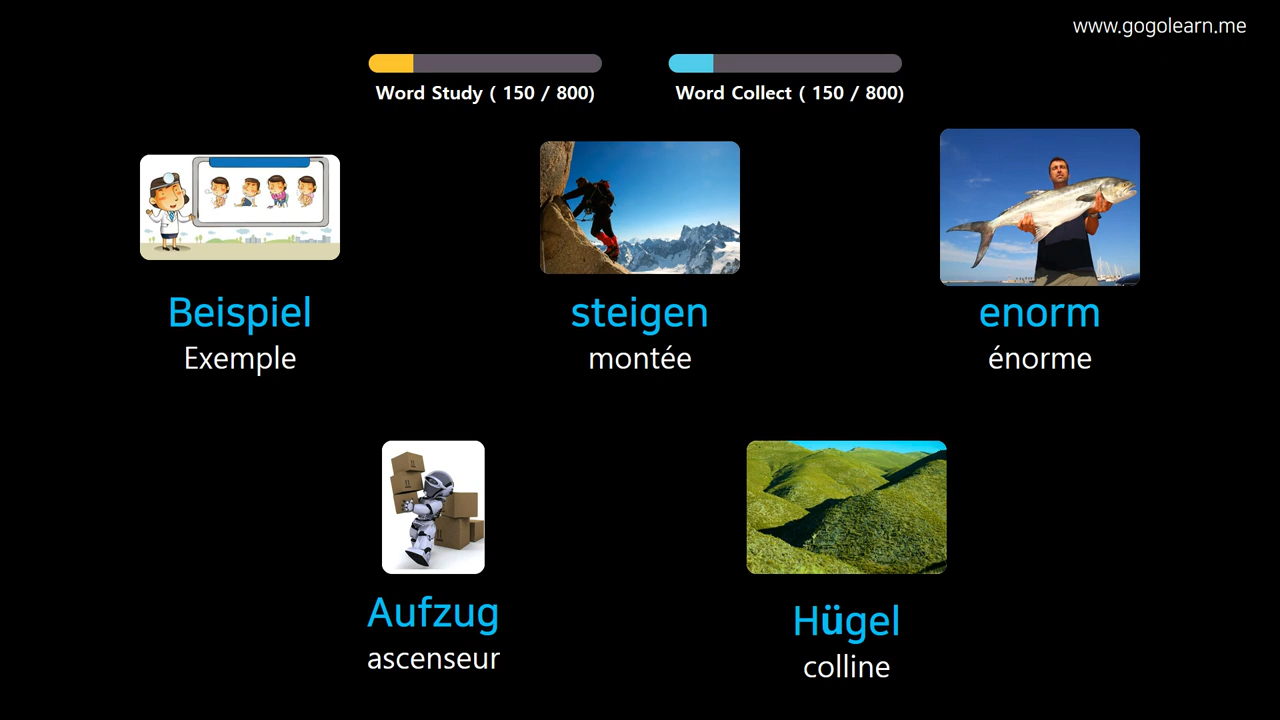 www.gogolearn.me
Word Study ( 150 / 800)
Word Collect ( 150 / 800)
Beispiel
Exemple
steigen
montée
enorm
énorme
Aufzug
ascenseur
Hügel
colline